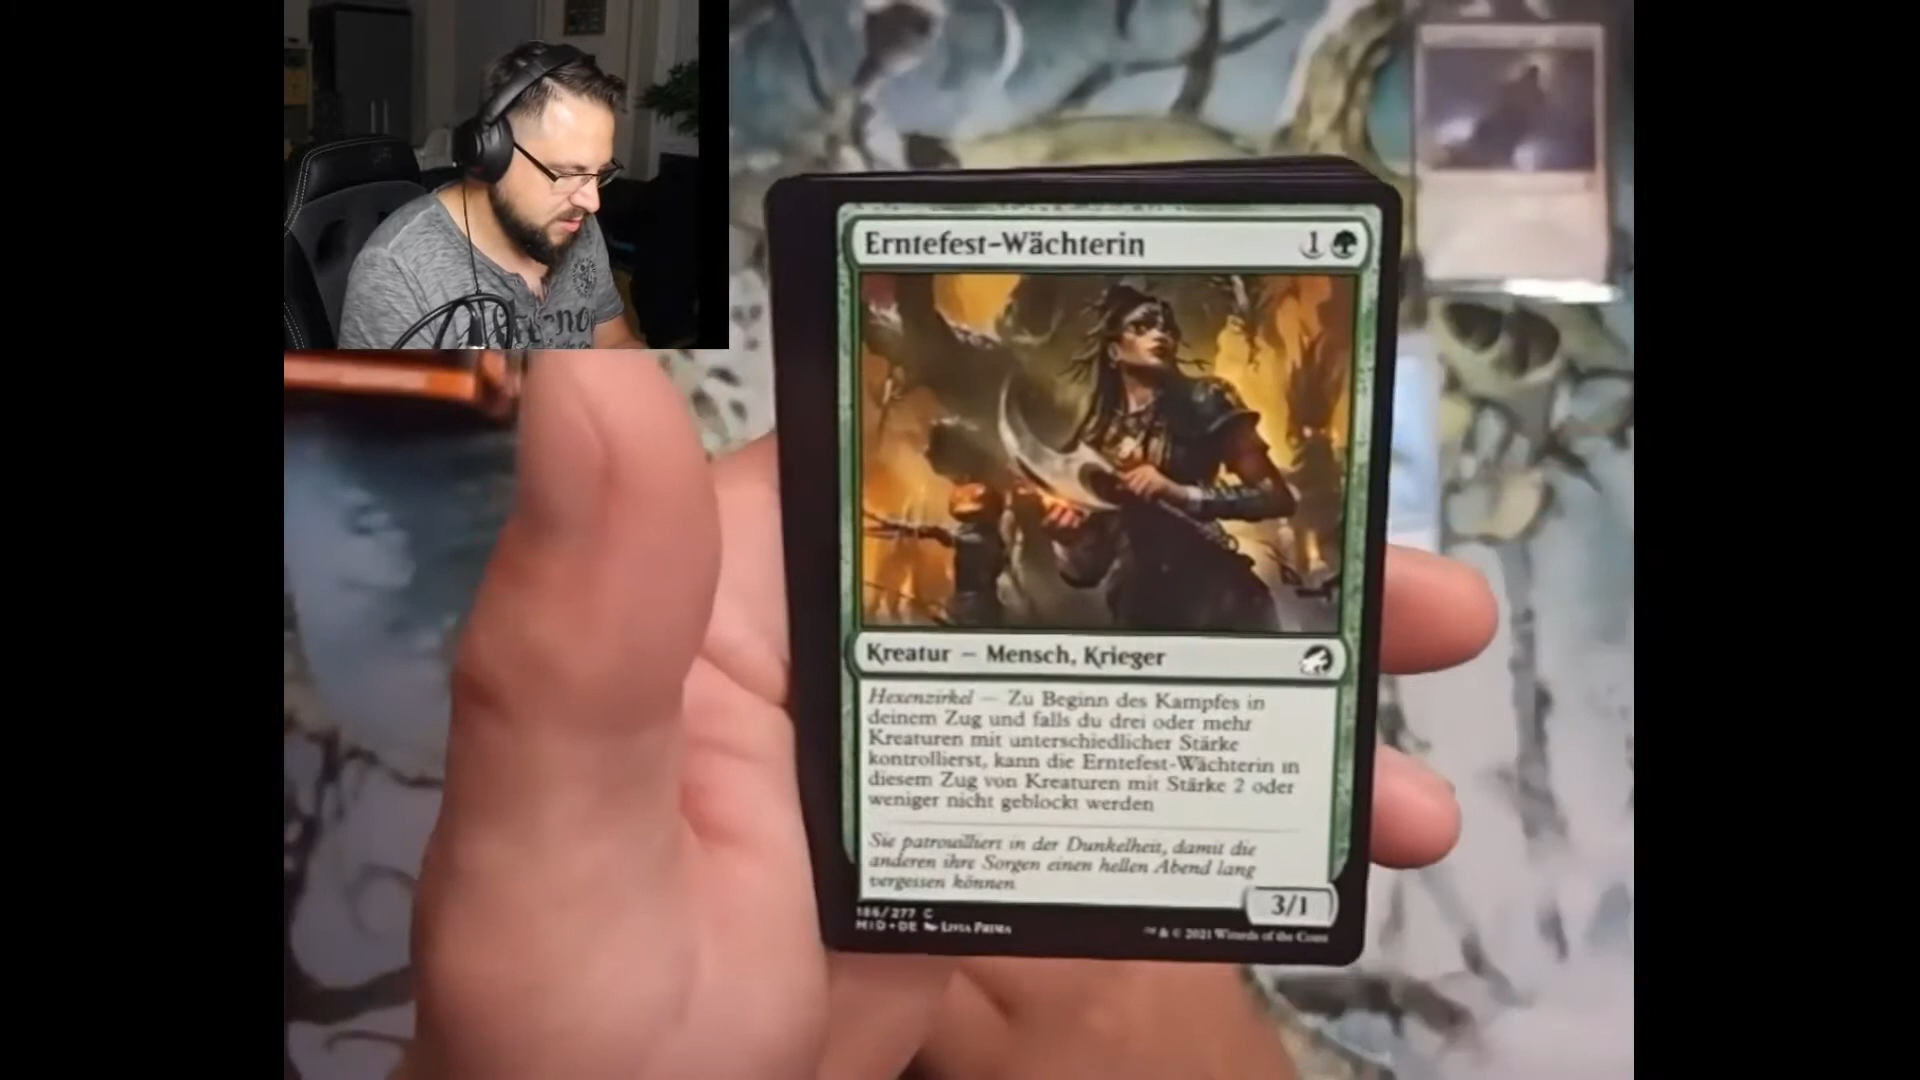 Erntefest-Wächterin 1
Kreatur – Mensch, Krieger
Hexenzirkel — Zu Beginn des Kampfes in
deinem Zug und falls du drei oder mehr
Kreaturen mit unterschiedlicher Stärke
kontrollierst, kann die Erntefest-Wächterin in
diesem Zug von Kreaturen mit Stärke 2 oder
weniger nicht geblockt werden
Sie patrouilliert in der Dunkelheit, damit die
anderen ihre Sorgen einen hellen Abend lang
vergessen können
3/1
186/277 C
MID • DE Livia Prima
™ & © 2021 Wizards of the Coast